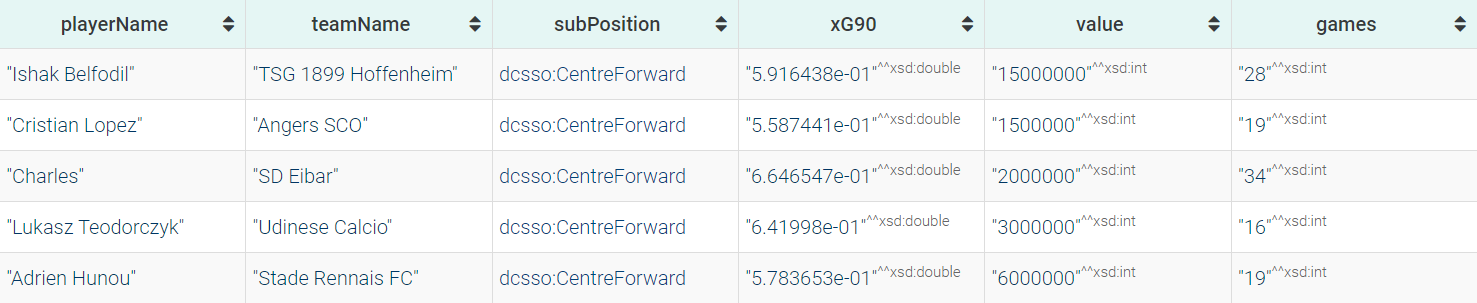 playerName teamName subPosition xG90 value games
"Ishak Belfodil" "TSG 1899 Hoffenheim" dcsso:CentreForward "5.916438e-01"^^xsd:double "15000000"^^xsd:int "28"^^xsd:int
"Cristian Lopez" "Angers SCO" dcsso:CentreForward "5.587441e-01"^^xsd:double "1500000"^^xsd:int "19"^^xsd:int
"Charles" "SD Eibar" dcsso:CentreForward "6.646547e-01"^^xsd:double "2000000"^^xsd:int "34"^^xsd:int
"Lukasz Teodorczyk" "Udinese Calcio" dcsso:CentreForward "6.41998e-01"^^xsd:double "3000000"^^xsd:int "16"^^xsd:int
"Adrien Hunou" "Stade Rennais FC" dcsso:CentreForward "5.783653e-01"^^xsd:double "6000000"^^xsd:int "19"^^xsd:int